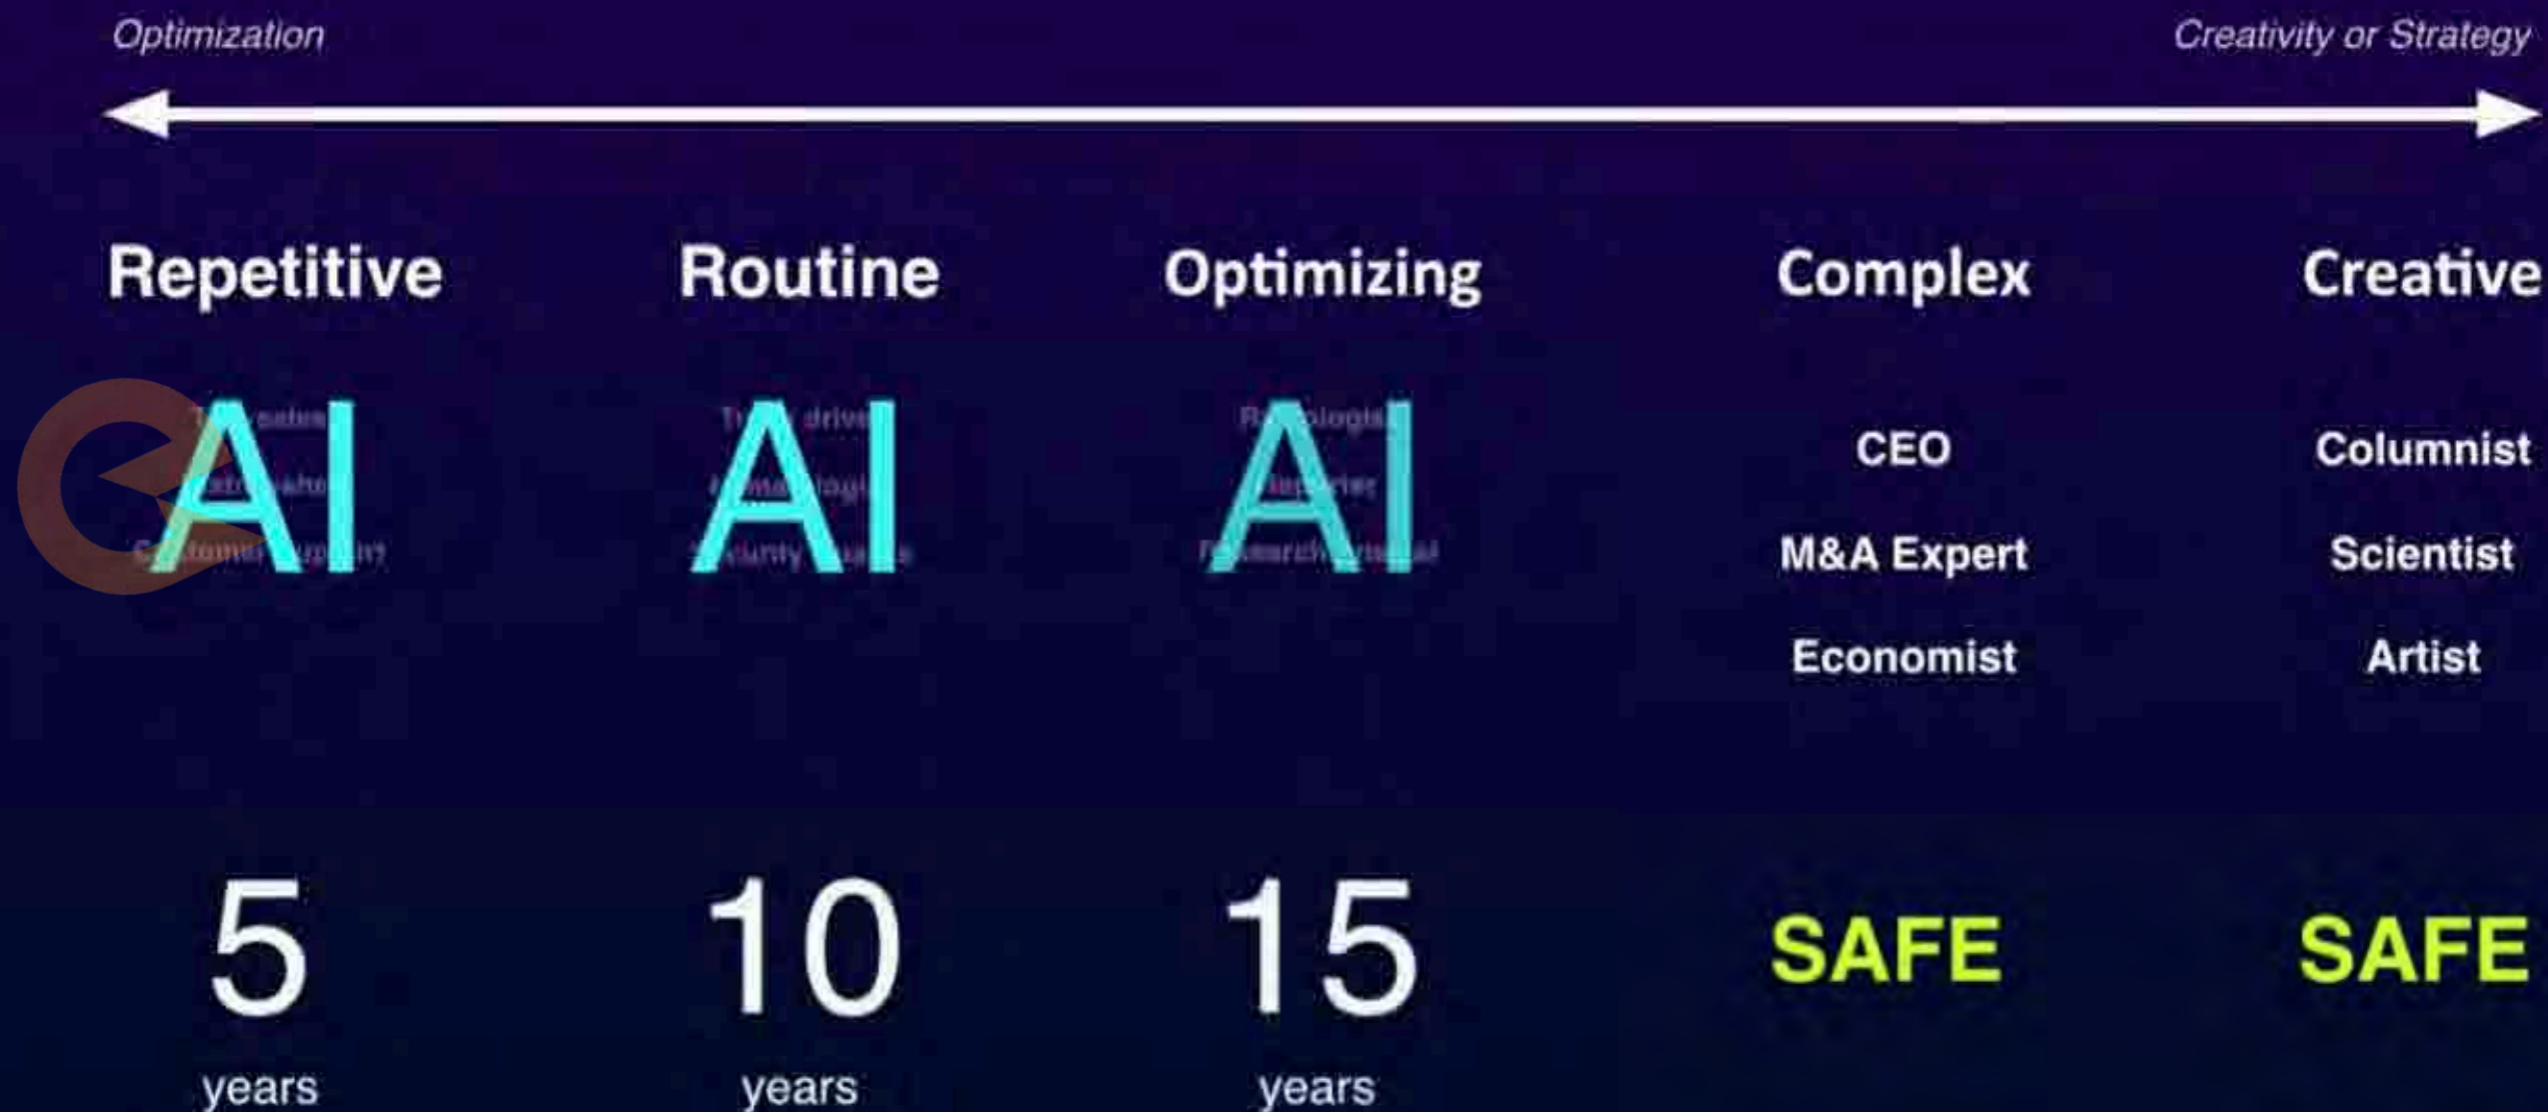 Optimization
Creativity or Strategy
Repetitive
Routine
Optimizing
Complex
Creative
AI
AI
AI
CEO
Columnist
M&A Expert
Scientist
Economist
Artist
5
10
15
SAFE
SAFE
years
years
years